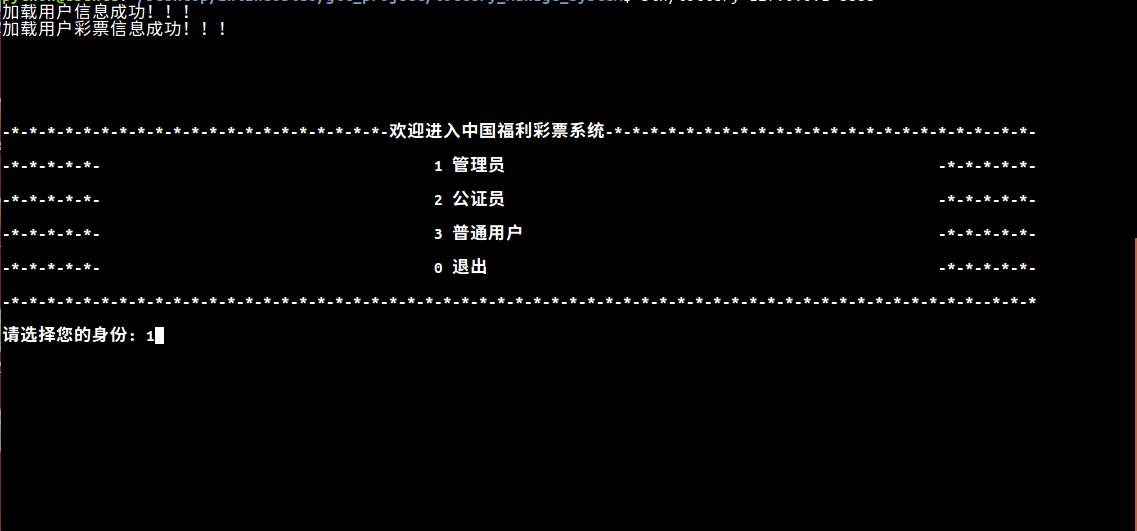 加载用户信息成功！！！
加载用户彩票信息成功！！！
-*-*-*-*-*-*-*-*-*-*-*-*-*-*-*-*-*-*-*-*-*-欢迎进入中国福利彩票系统-*-*-*-*-*-*-*-*-*-*-*-*-*-*-*-*-*-*-*-*-*--*-*-
-*-*-*-*-*- 1 管理员 -*-*-*-*-*-
-*-*-*-*-*- 2 公证员 -*-*-*-*-*-
-*-*-*-*-*- 3 普通用户 -*-*-*-*-*-
-*-*-*-*-*- 0 退出 -*-*-*-*-*-
-*-*-*-*-*-*-*-*-*-*-*-*-*-*-*-*-*-*-*-*-*-*-*-*-*-*-*-*-*-*-*-*-*-*-*-*-*-*-*-*-*-*-*-*-*-*-*-*-*-*-*-*-*-*--*-*-*
请选择您的身份：1